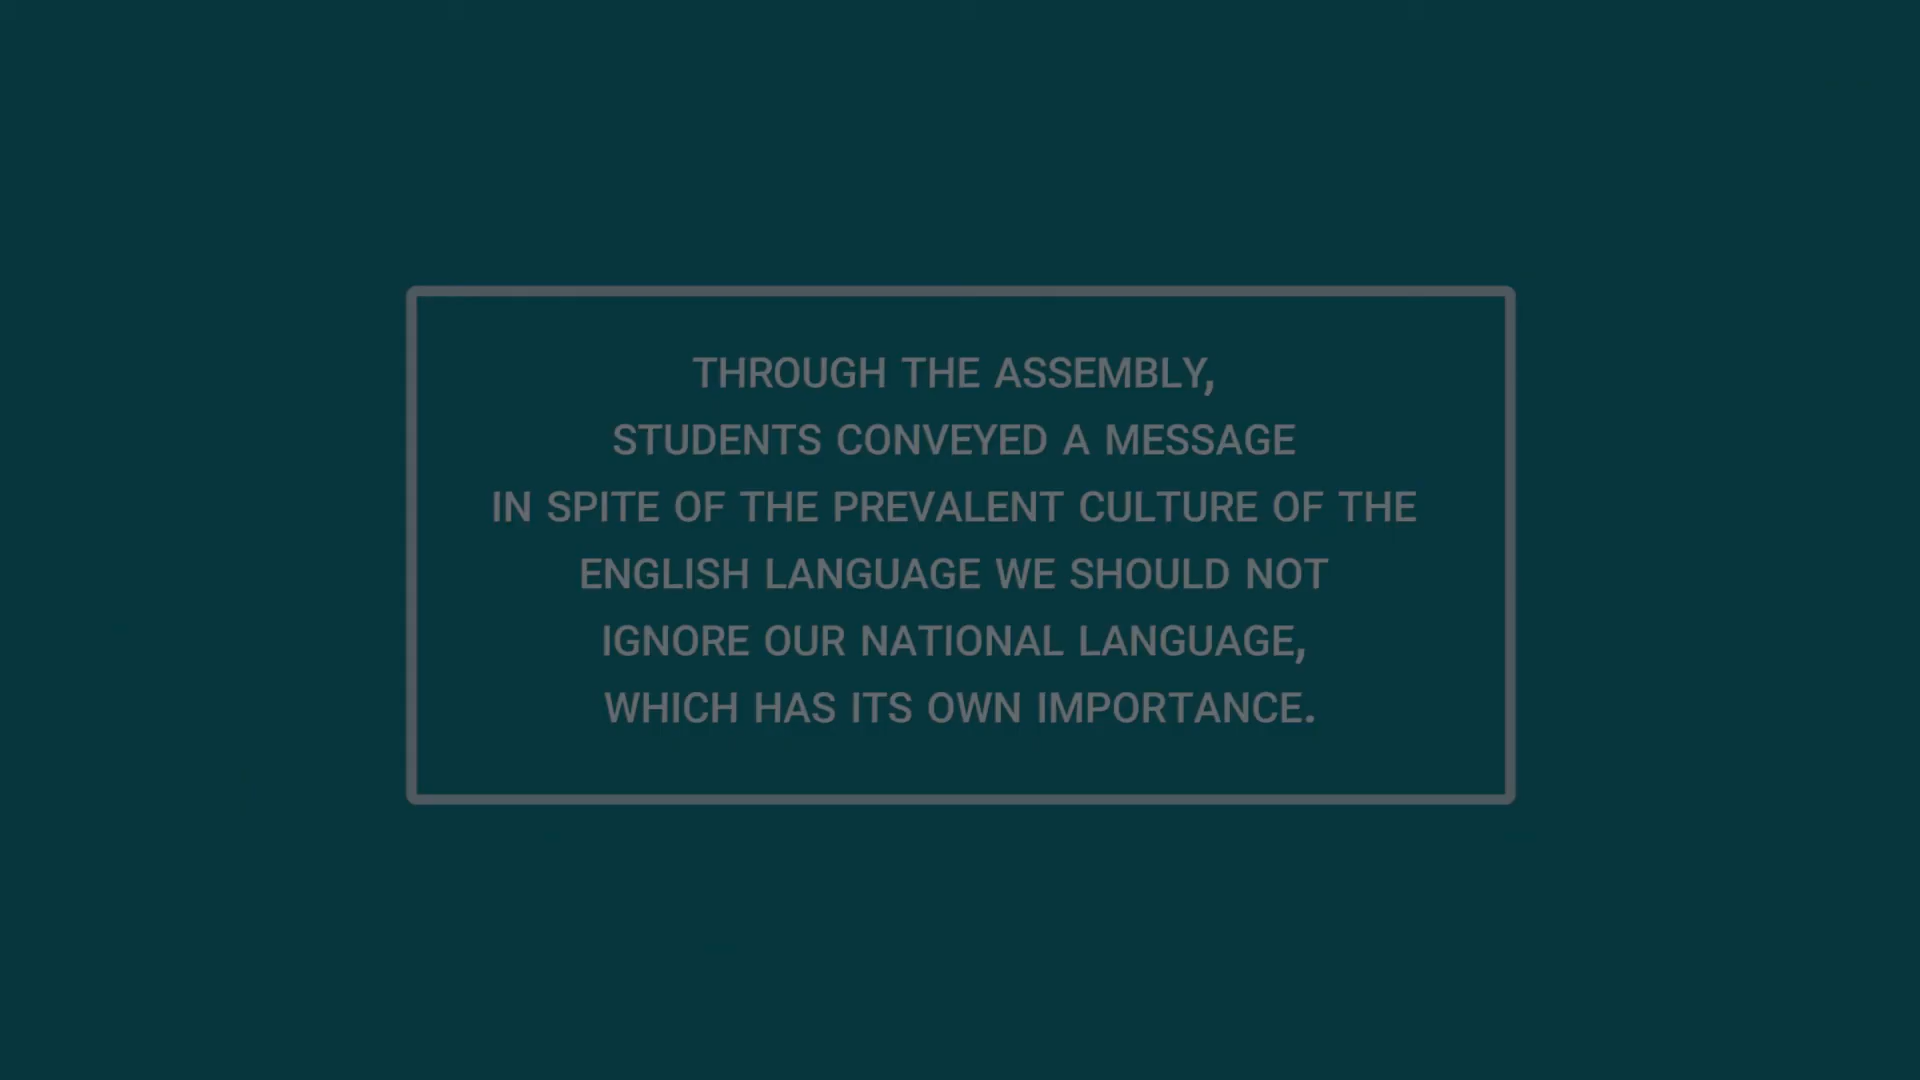 THROUGH THE ASSEMBLY,
STUDENTS CONVEYED A MESSAGE
IN SPITE OF THE PREVALENT CULTURE OF THE
ENGLISH LANGUAGE WE SHOULD NOT
IGNORE OUR NATIONAL LANGUAGE,
WHICH HAS ITS OWN IMPORTANCE.